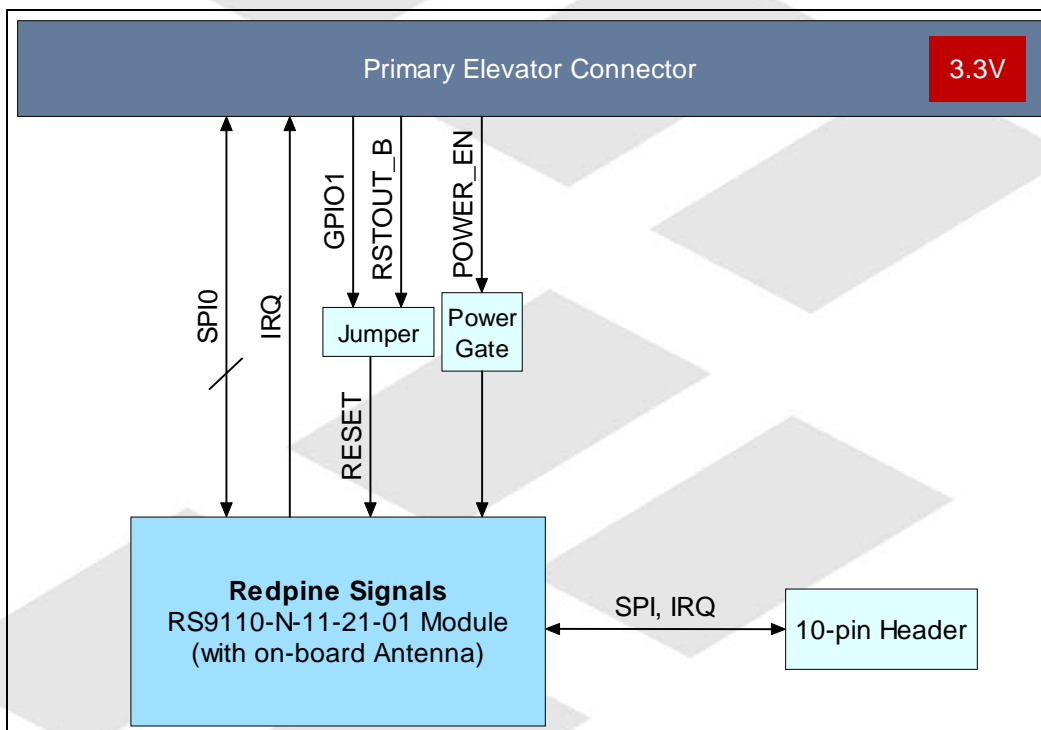 Primary Elevator Connector
3.3V
SPI0
IRQ
GPIO1
RSTOUT_B
POWER_EN
Jumper
Power
Gate
RESET
Redpine Signals
RS9110-N-11-21-01 Module
(with on-board Antenna)
SPI, IRQ
10-pin Header